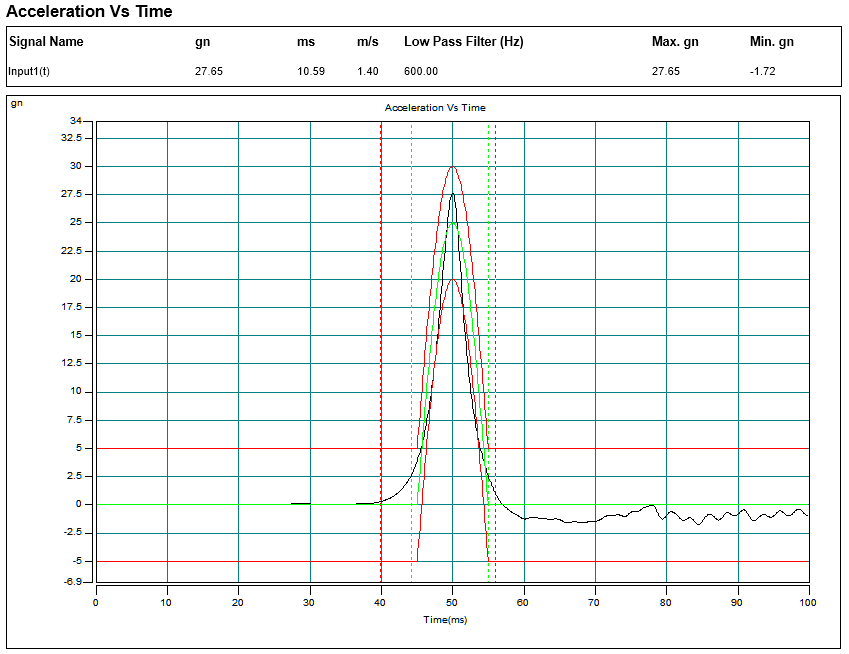 Acceleration Vs Time
Signal Name gn ms m/s Low Pass Filter (Hz) Max. gn Min. gn
Input1(t) 27.65 10.59 1.40 600.00 27.65 -1.72
gn
Acceleration Vs Time
34
32.5
30
27.5
25
22.5
20
17.5
15
12.5
10
7.5
5
2.5
0
-2.5
-5
-6.9
0 10 20 30 40 50 60 70 80 90 100
Time(ms)